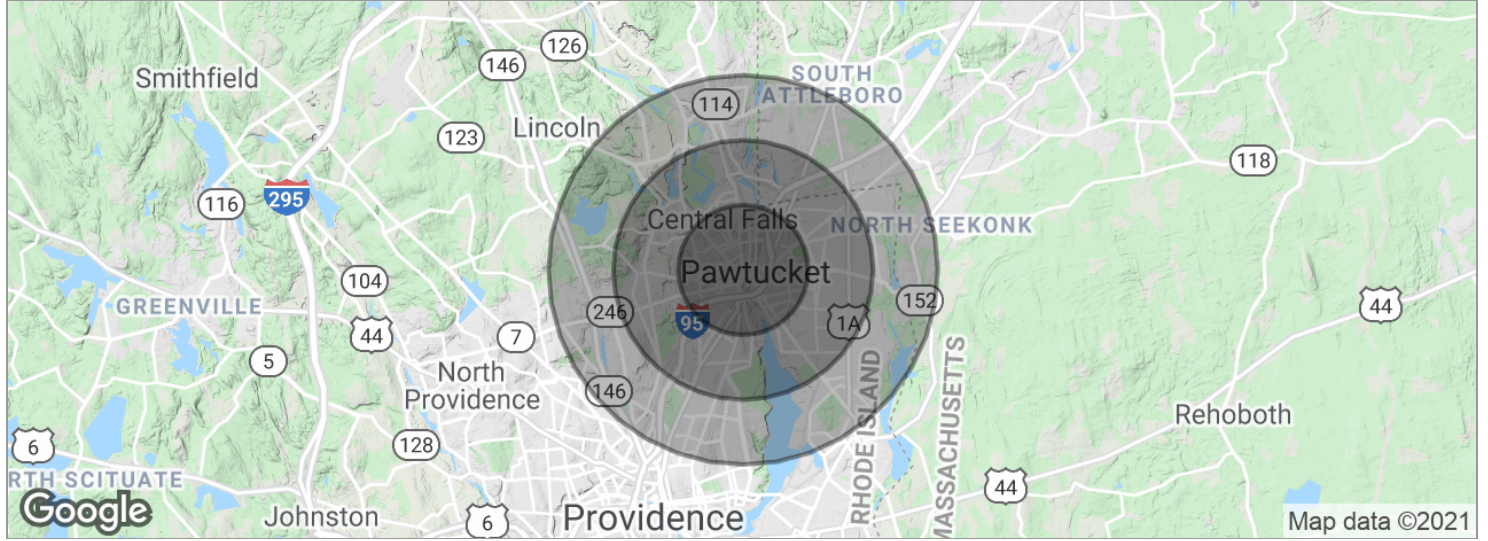 126
146
SOUTH
ATTLEBORO
Smithfield
114
Lincoln
123
118
295
116
Central Falls
NORTH SEEKONK
Pawtucket
104
152
44
GREENVILLE
246
95
1A
44
7
5
North
Providence
146
RHODE ISLAND
MASSACHUSETTS
Rehoboth
128
6
RTH SCITUATE
44
Google
Johnston
6
Providence
Map data ©2021